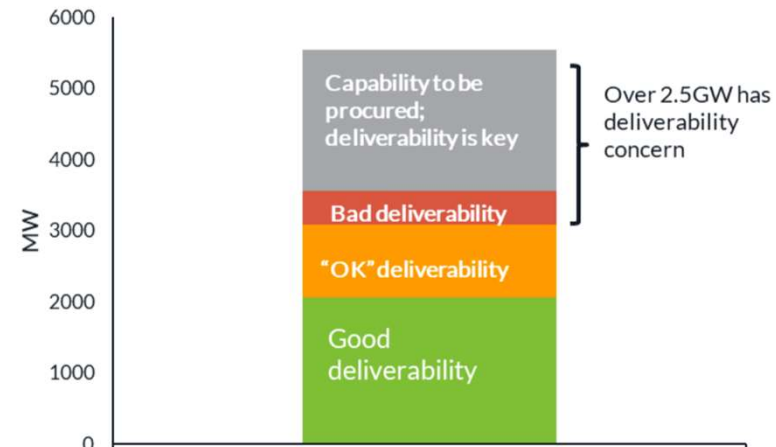 6000
5000
4000
3000
2000
1000
0
MW
Capability to be
procured;
deliverability is key
Bad deliverability
“OK” deliverability
Good
deliverability
Over 2.5GW has
deliverability
concern